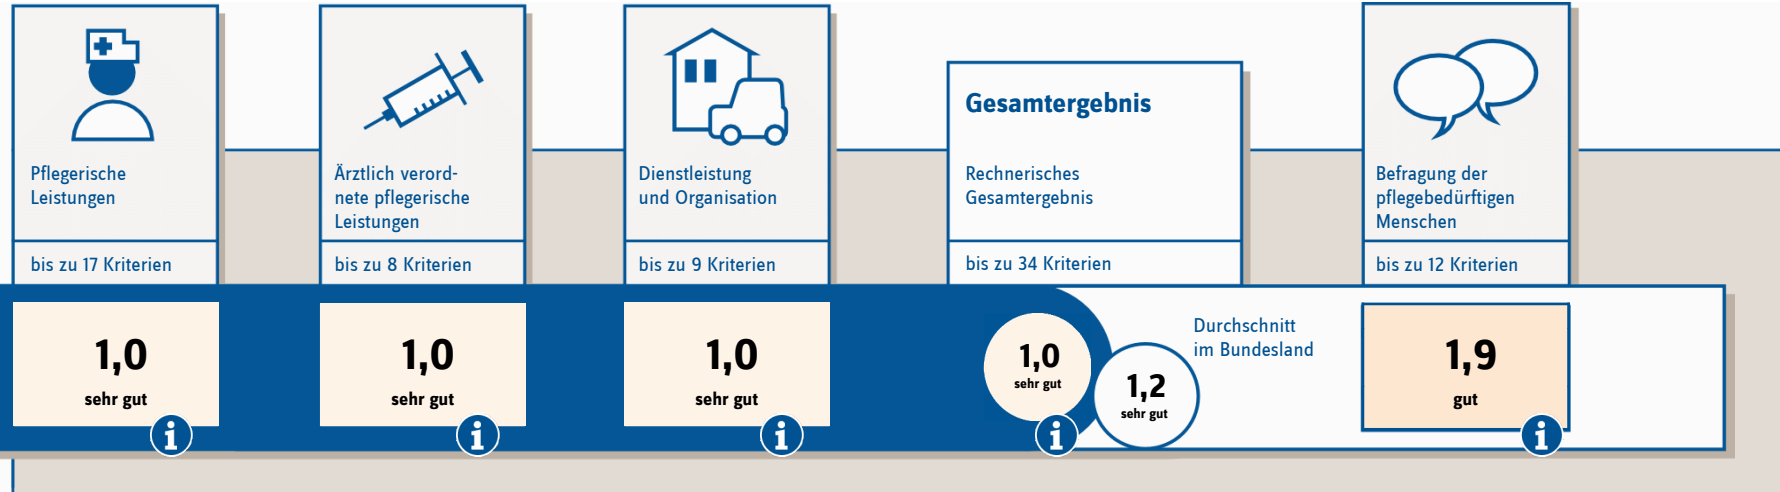 Pflegerische
Leistungen
bis zu 17 Kriterien
1,0
sehr gut
i
Ärztlich verord-
nete pflegerische
Leistungen
bis zu 8 Kriterien
1,0
sehr gut
i
Dienstleistung
und Organisation
bis zu 9 Kriterien
1,0
sehr gut
i
Gesamtergebnis
Rechnerisches
Gesamtergebnis
bis zu 34 Kriterien
1,0
sehr gut
i
Durchschnitt
im Bundesland
1,2
sehr gut
Befragung der
pflegebedürftigen
Menschen
bis zu 12 Kriterien
1,9
gut
i